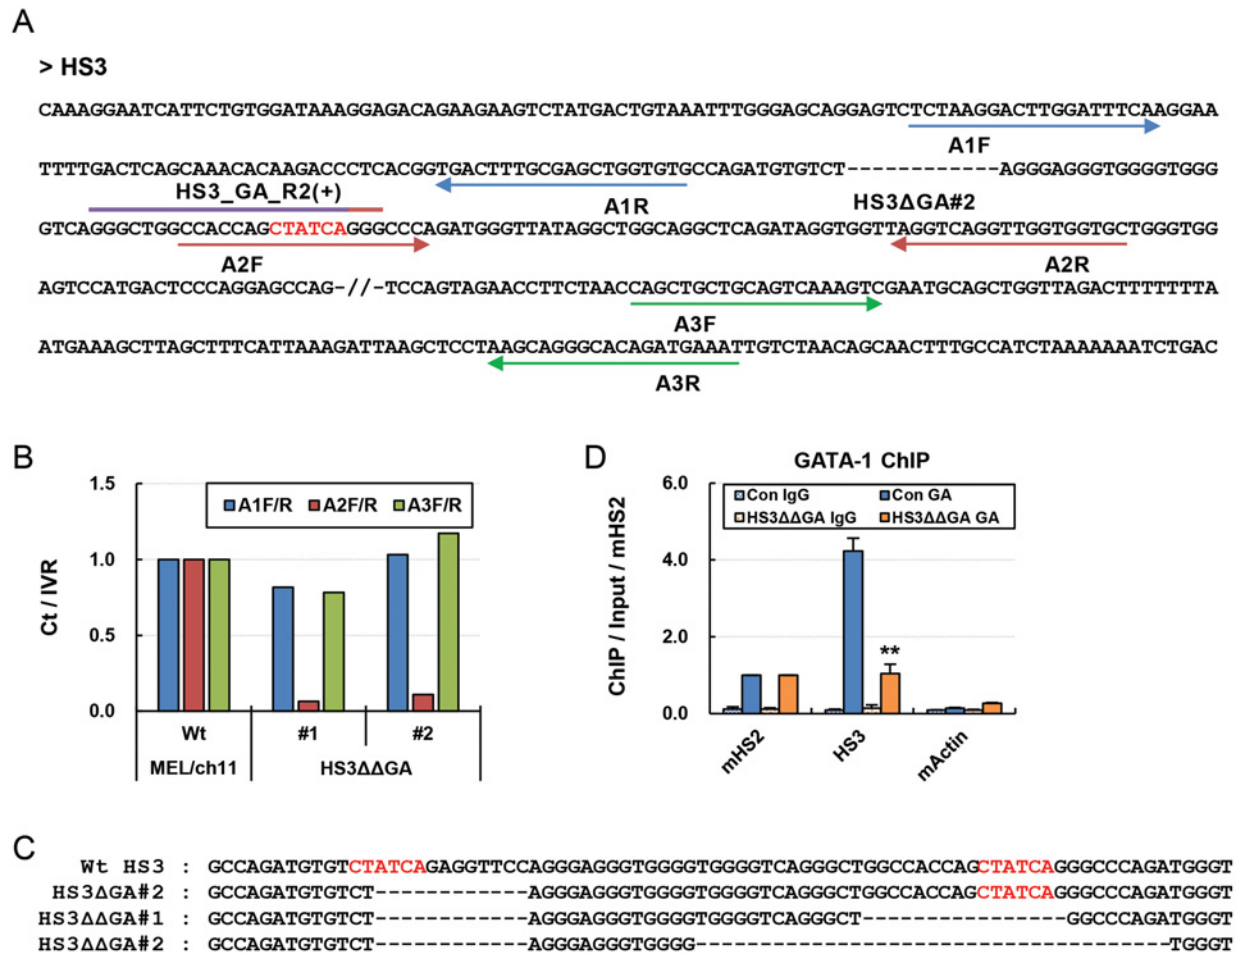 A
> HS3
CAAAGGAATCATTCTGTGGATAAAGGAGACAGAAGAAGTCTATGACTGTAAATTTGGGAGCAGGAGTCTCTAAGGACTTGGATTTCAAGGAA
A1F
TTTTGACTCAGCAAACACAAGACCCTCACGGTGACTTTGCGAGCTGGTGTGCCAGATGTGTCT------------AGGGAGGGTGGGGTGGG
HS3_GA_R2(+)
A1R
HS3ΔGA#2
GTCAGGGCTGGCCACCAGCTATCAGGGCCCAGATGGGTTATAGGCTGGCAGGCTCAGATAGGTGGTTAGGTCAGGTTGGTGGTGCTGGGTGG
A2F
A2R
AGTCCATGACTCCCAGGAGCCAG-//-TCCAGTAGAACCTTCTAACCAGCTGCTGCAGTCAAAGTCGAATGCAGCTGGTTAGACTTTTTTTA
A3F
ATGAAAGCTTAGCTTTCATTAAAGATTAAGCTCCTAAGCAGGGCACAGATGAAATTGTCTAACAGCAACTTTGCCATCTAAAAAAATCTGAC
A3R
B
1.5
A1F/R A2F/R A3F/R
1.0
0.5
0.0
Ct / IVR
Wt #1 #2
MEL/ch11 HS3ΔΔGA
D
GATA-1 ChIP
6.0
Con IgG Con GA
HS3ΔΔGA IgG HS3ΔΔGA GA
4.0
**
2.0
0.0
ChIP / Input / mHS2
mHS2 HS3 mActin
C
Wt HS3 : GCCAGATGTGTCTATCAGAGGTTCCAGGGAGGGTGGGGTGGGGTCAGGGCTGGCCACCAGCTATCAGGGCCCAGATGGGT
HS3ΔGA#2 : GCCAGATGTGTCT------------AGGGAGGGTGGGGTGGGGTCAGGGCTGGCCACCAGCTATCAGGGCCCAGATGGGT
HS3ΔΔGA#1 : GCCAGATGTGTCT------------AGGGAGGGTGGGGTGGGGTCAGGGCT----------------GGCCCAGATGGGT
HS3ΔΔGA#2 : GCCAGATGTGTCT------------AGGGAGGGTGGGG-------------------------------------TGGGT